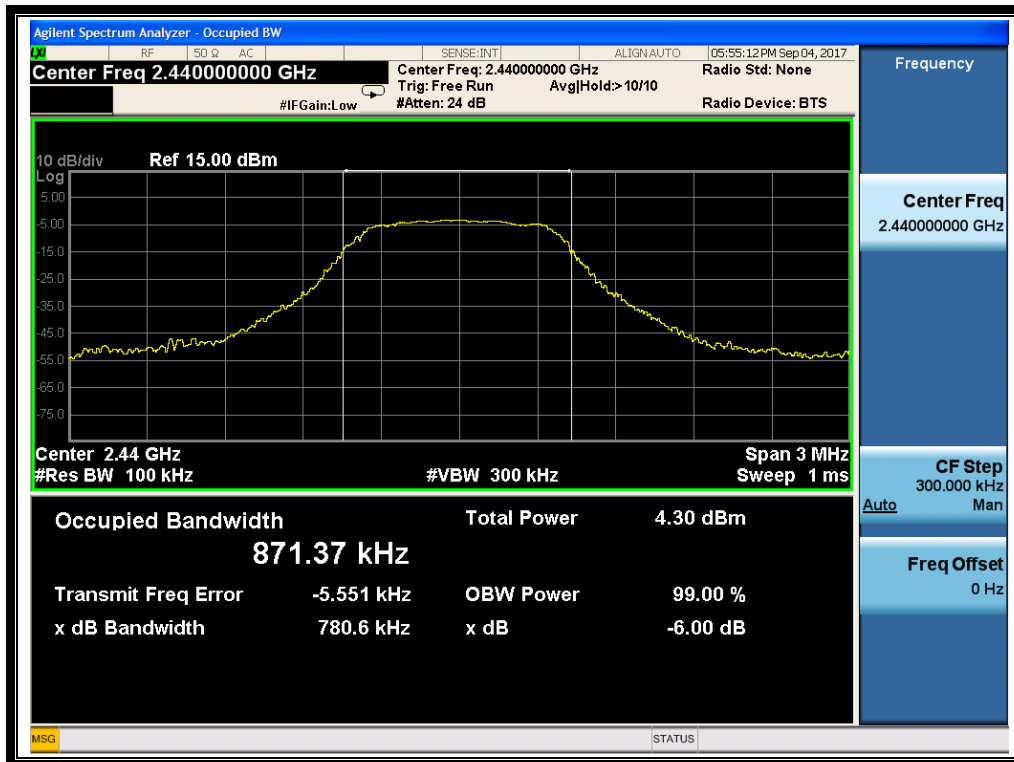 Agilent Spectrum Analyzer - Occupied BW
LXI RF 50 Ω AC SENSE:INT ALIGN AUTO 05:55:12 PM Sep 04, 2017
Center Freq 2.440000000 GHz
#IFGain:Low
Center Freq: 2.440000000 GHz
Trig: Free Run Avg|Hold:> 10/10
#Atten: 24 dB
Radio Std: None
Radio Device: BTS
10 dB/div Ref 15.00 dBm
Log
5.00
-5.00
-15.0
-25.0
-35.0
-45.0
-55.0
-65.0
-75.0
Center 2.44 GHz Span 3 MHz
#Res BW 100 kHz #VBW 300 kHz Sweep 1 ms
Occupied Bandwidth Total Power 4.30 dBm
871.37 kHz
Transmit Freq Error -5.551 kHz OBW Power 99.00 %
x dB Bandwidth 780.6 kHz x dB -6.00 dB
Frequency
Center Freq
2.440000000 GHz
CF Step
300.000 kHz
Auto Man
Freq Offset
0 Hz
MSG STATUS